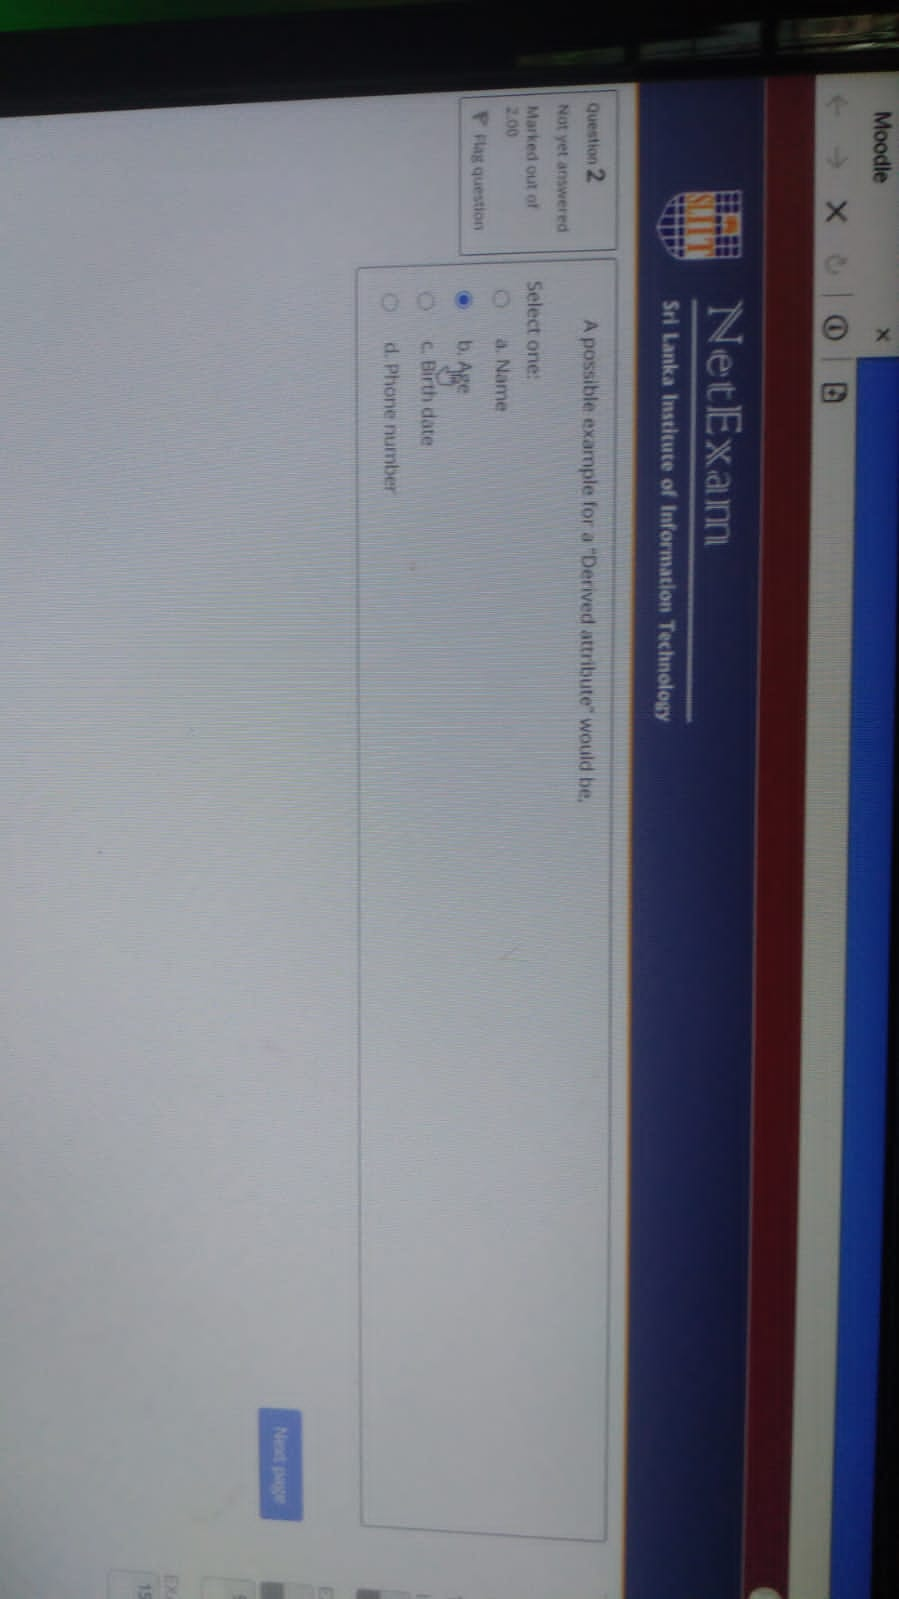 Moodle
SLIIT
NetExam
Sri Lanka Institute of Information Technology
Question 2
Not yet answered
Marked out of
2.00
Flag question
A possible example for a "Derived attribute" would be,
Select one:
a. Name
b. Age
c. Birth date
d. Phone number
Next page
15